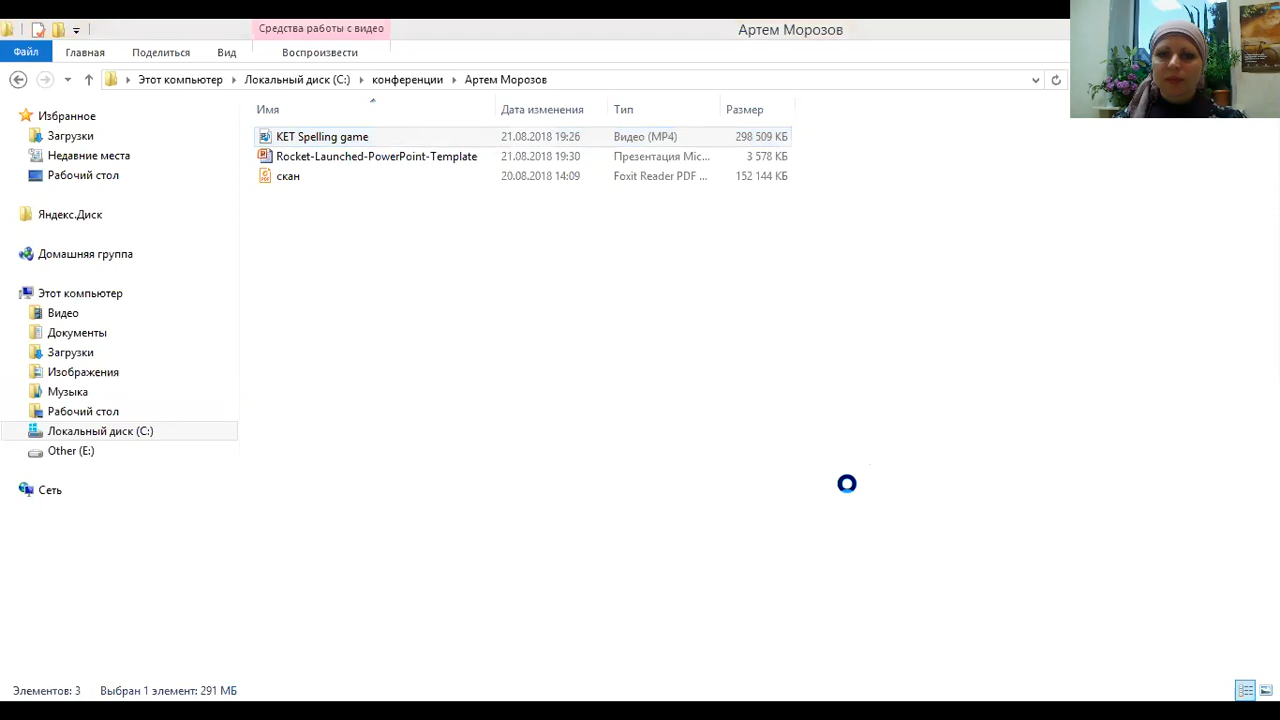 Средства работы с видео
Артем Морозов
Файл Главная Поделиться Вид Воспроизвести
Этот компьютер Локальный диск (C:) конференции Артем Морозов
Имя Дата изменения Тип Размер
KET Spelling game 21.08.2018 19:26 Видео (MP4) 298 509 КБ
Rocket-Launched-PowerPoint-Template 21.08.2018 19:30 Презентация Mic... 3 578 КБ
скан 20.08.2018 14:09 Foxit Reader PDF ... 152 144 КБ
Избранное
Загрузки
Недавние места
Рабочий стол
Яндекс.Диск
Домашняя группа
Этот компьютер
Видео
Документы
Загрузки
Изображения
Музыка
Рабочий стол
Локальный диск (C:)
Other (E:)
Сеть
Элементов: 3 Выбран 1 элемент: 291 МБ